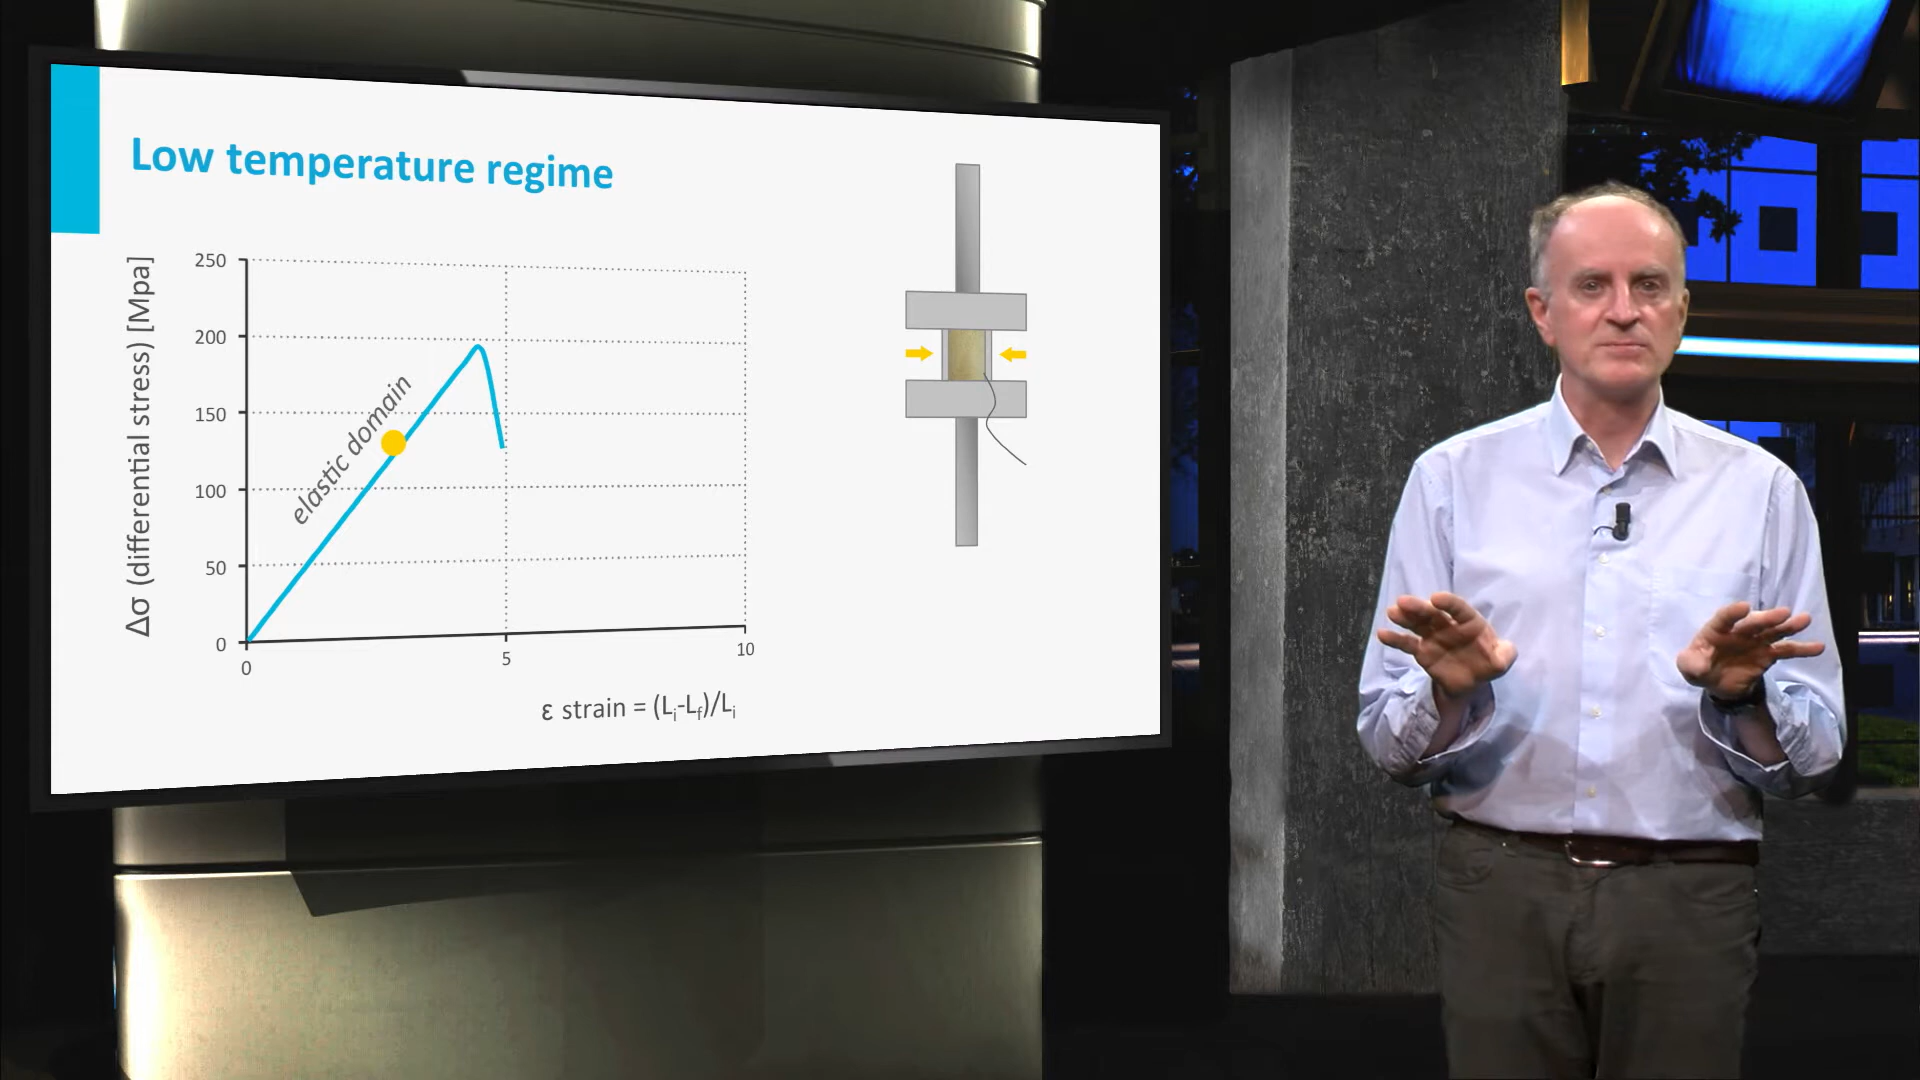 Low temperature regime
Δσ (differential stress) [Mpa]
250
200
150
100
50
0
elastic domain
0
5
10
ε strain = (Li-Lf)/Li